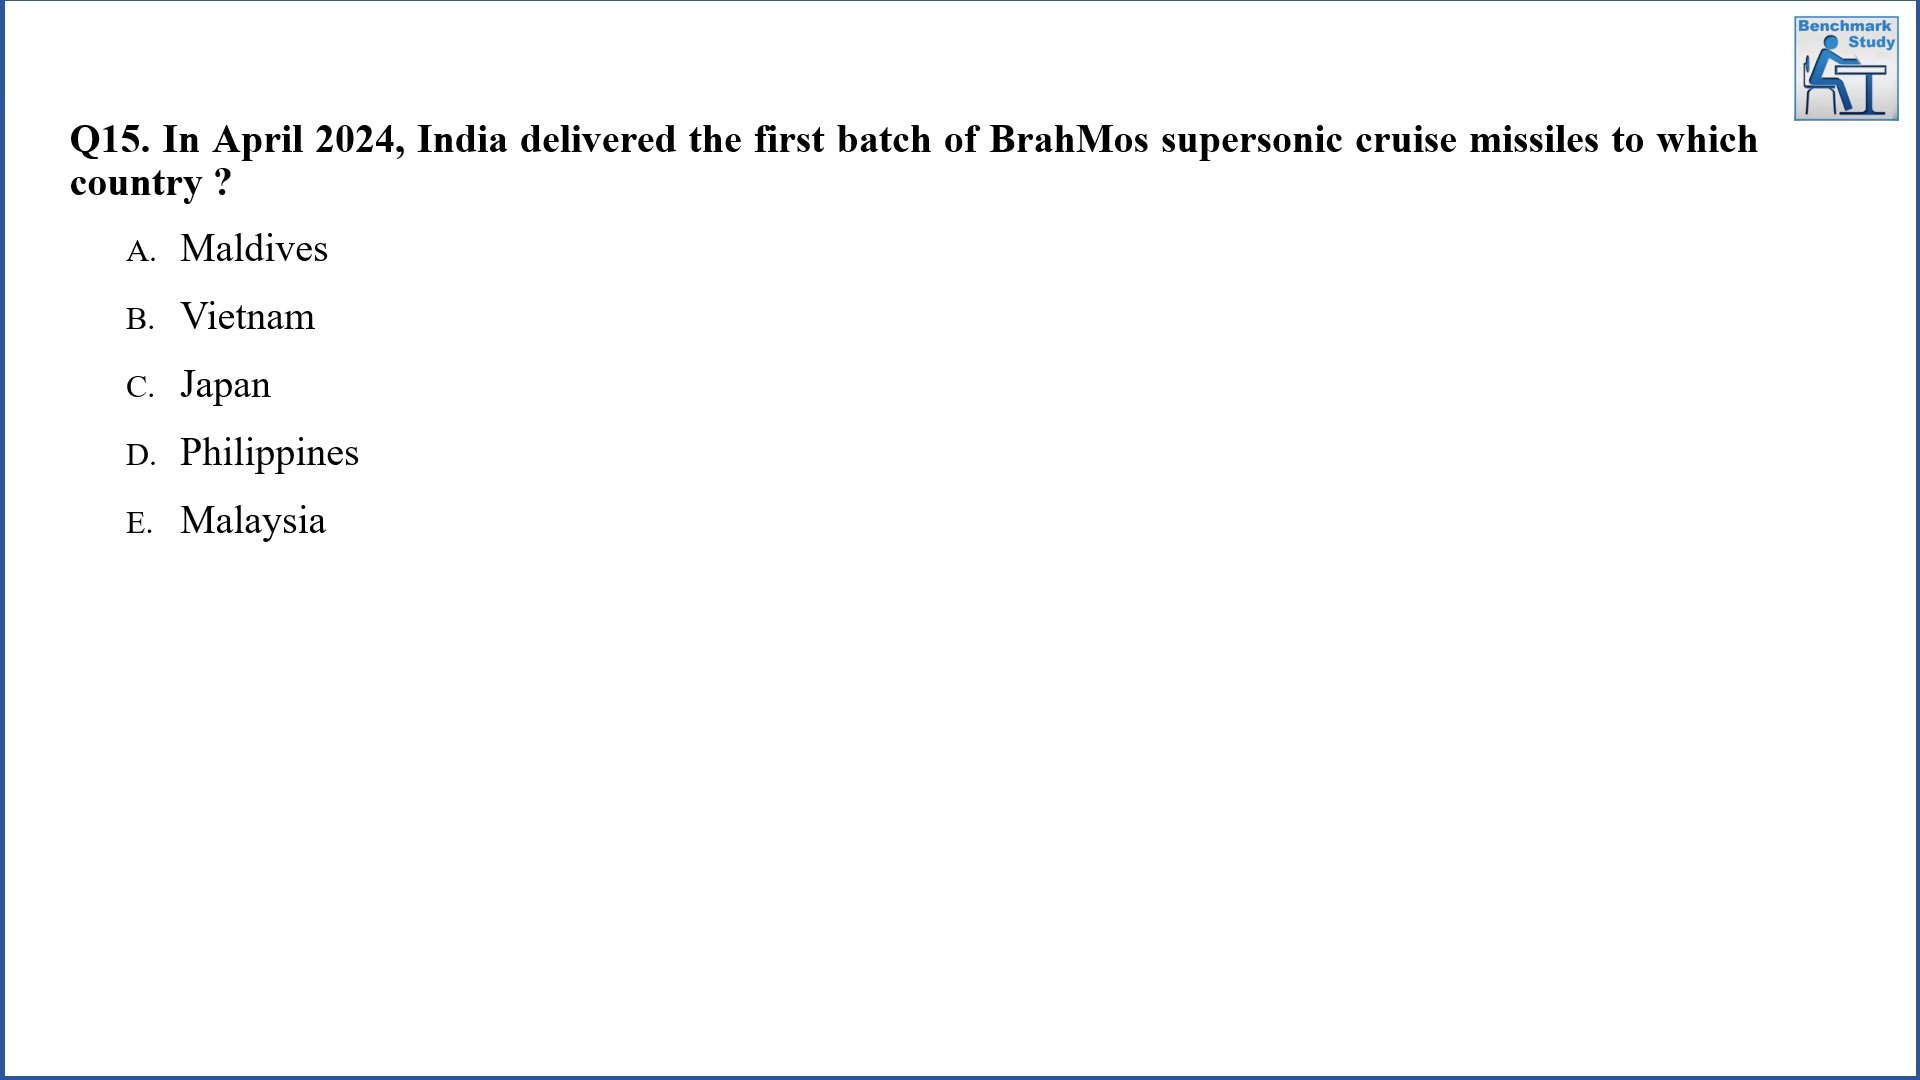 Benchmark
Study
Q15. In April 2024, India delivered the first batch of BrahMos supersonic cruise missiles to which
country ?
A. Maldives
B. Vietnam
C. Japan
D. Philippines
E. Malaysia